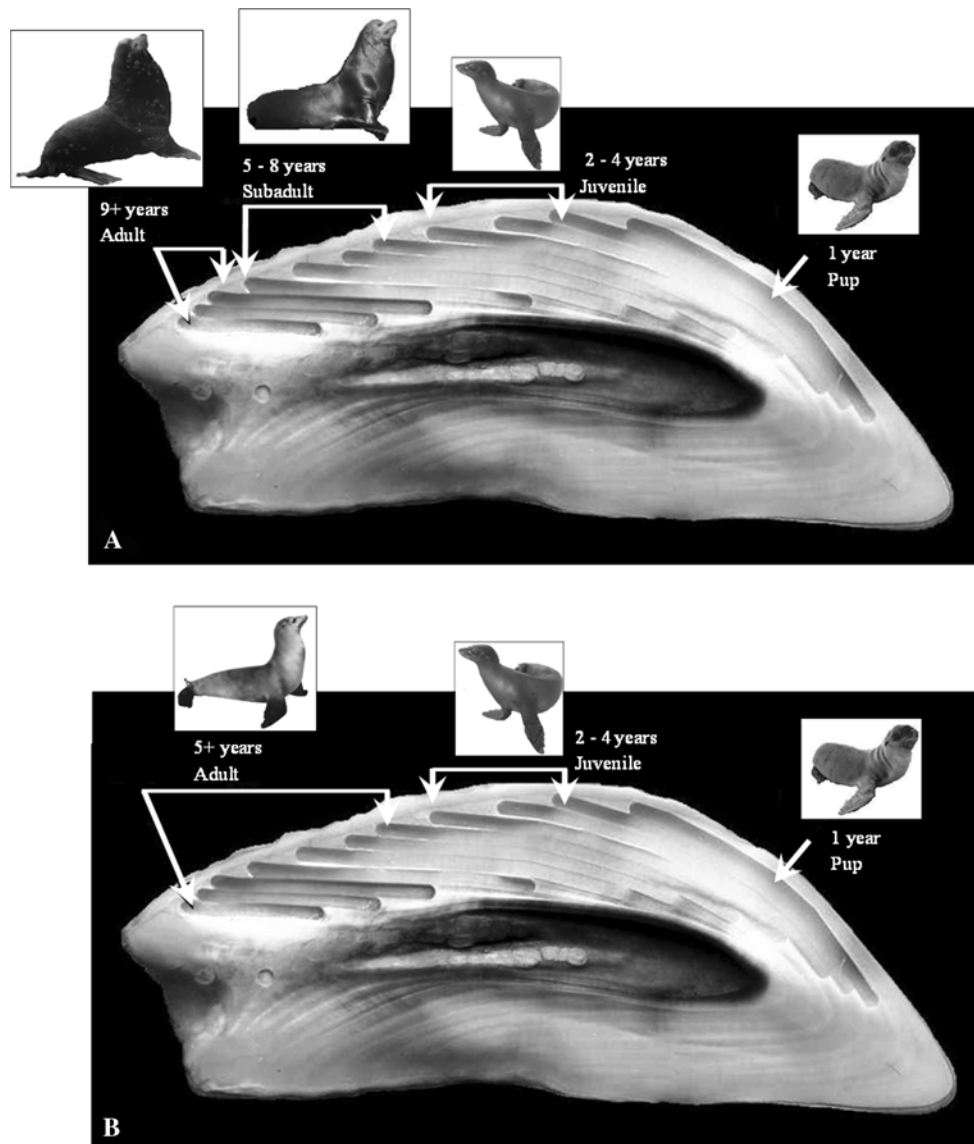 5 - 8 years
Subadult
2 - 4 years
Juvenile
9+ years
Adult
1 year
Pup
A
5+ years
Adult
2 - 4 years
Juvenile
1 year
Pup
B